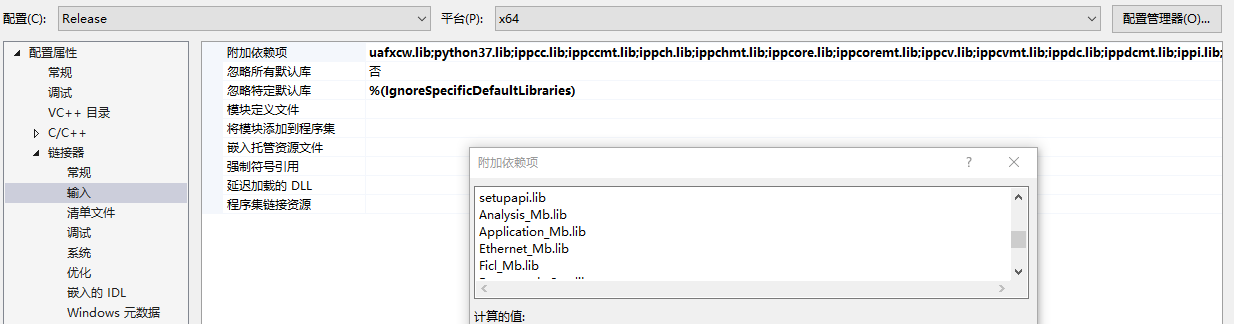 配置(C): Release 平台(P): x64 配置管理器(O)...
配置属性
常规
调试
VC++ 目录
C/C++
链接器
常规
输入
清单文件
调试
系统
优化
嵌入的 IDL
Windows 元数据
附加依赖项 uafxcw.lib;python37.lib;ippcc.lib;ippccmt.lib;ippch.lib;ippchmt.lib;ippcore.lib;ippcoremt.lib;ippcv.lib;ippcvmt.lib;ippdc.lib;ippdcmt.lib;ippi.lib;
忽略所有默认库 否
忽略特定默认库 %(IgnoreSpecificDefaultLibraries)
模块定义文件
将模块添加到程序集
嵌入托管资源文件
强制符号引用
延迟加载的 DLL
程序集链接资源
附加依赖项
setupapi.lib
Analysis_Mb.lib
Application_Mb.lib
Ethernet_Mb.lib
Ficl_Mb.lib
计算的值: